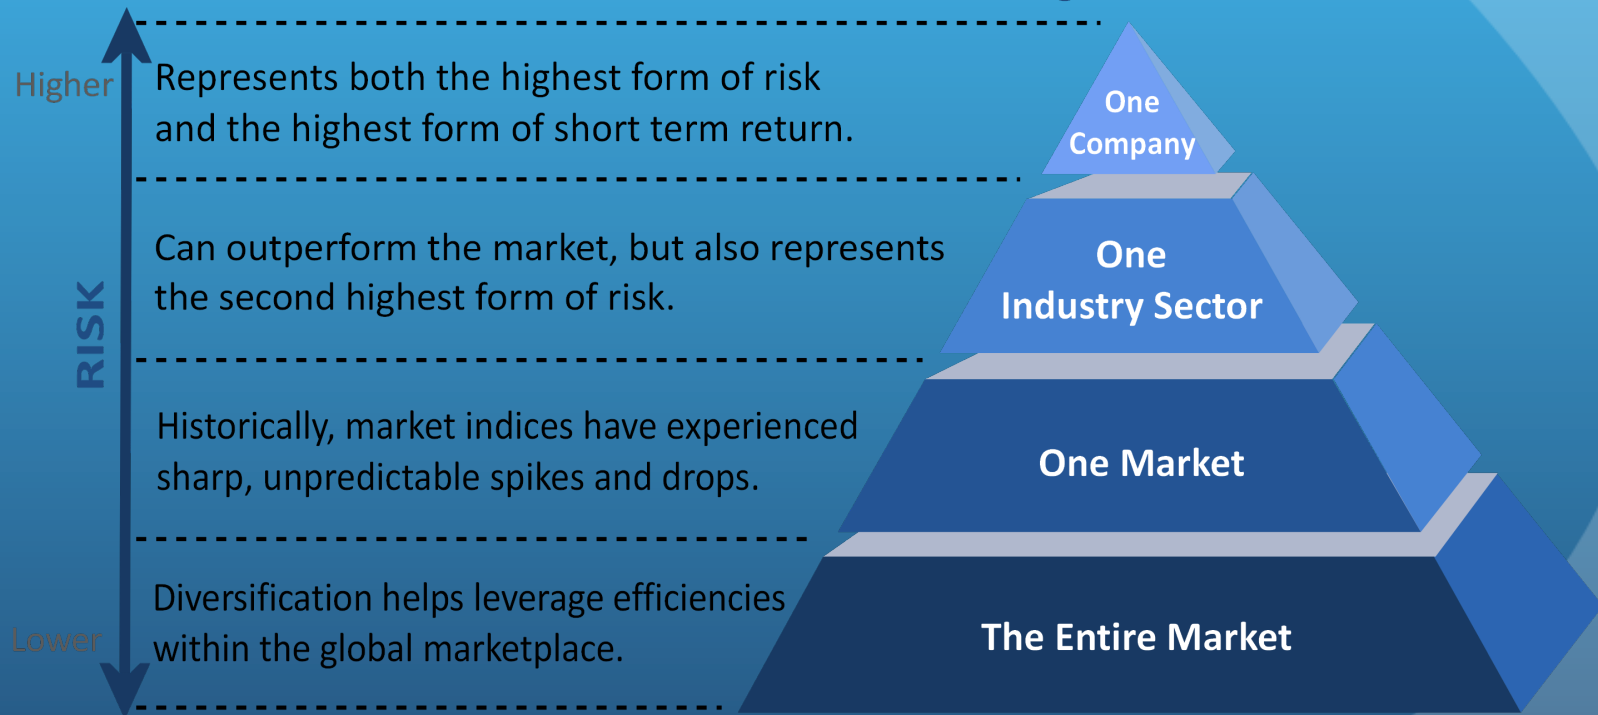 Higher
Represents both the highest form of risk
and the highest form of short term return.
One
Company
Can outperform the market, but also represents
the second highest form of risk.
One
Industry Sector
RISK
Historically, market indices have experienced
sharp, unpredictable spikes and drops.
One Market
Diversification helps leverage efficiencies
within the global marketplace.
Lower
The Entire Market